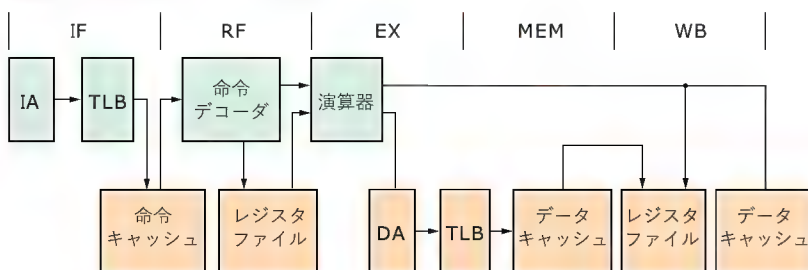 IF
RF
EX
MEM
WB
IA
TLB
命令
デコーダ
演算器
命令
キャッシュ
レジスタ
ファイル
DA
TLB
データ
キャッシュ
レジスタ
ファイル
データ
キャッシュ